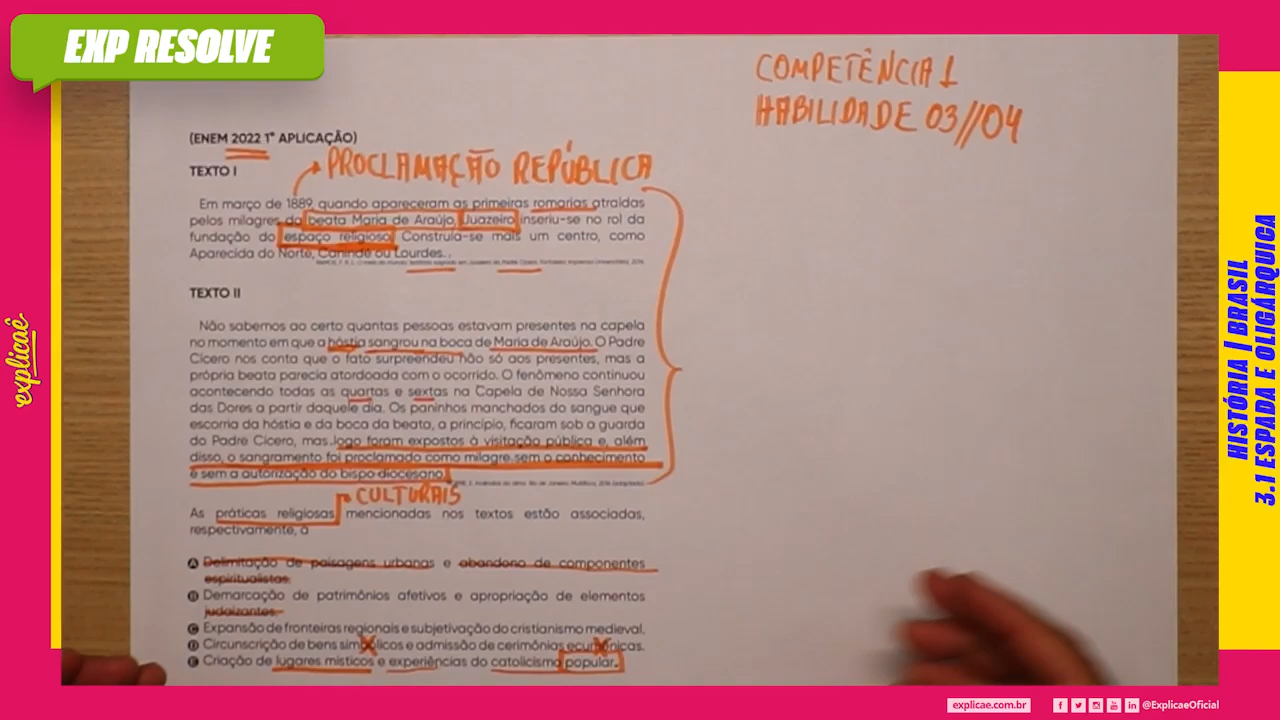 EXP RESOLVE
COMPETÊNCIA 1
HABILIDADE 03//04
(ENEM 2022 1ª APLICAÇÃO)
PROCLAMAÇÃO REPÚBLICA
TEXTO I
Em março de 1889, quando apareceram as primeiras romarias atraídas
pelos milagres da beata Maria de Araújo, Juazeiro inseriu-se no rol da
fundação do espaço religioso. Construía-se mais um centro, como
Aparecida do Norte, Canindé ou Lourdes.
TEXTO II
Não sabemos ao certo quantas pessoas estavam presentes na capela
no momento em que a hóstia sangrou na boca de Maria de Araújo. O Padre
Cícero nos conta que o fato surpreendeu não só aos presentes, mas a
própria beata parecia atordoada com o ocorrido. O fenômeno continuou
acontecendo todas as quartas e sextas na Capela de Nossa Senhora
das Dores a partir daquele dia. Os paninhos manchados do sangue que
escorria da hóstia e da boca da beata, a princípio, ficaram sob a guarda
do Padre Cícero, mas logo foram expostos à visitação pública e, além
disso, o sangramento foi proclamado como milagre sem o conhecimento
e sem a autorização do bispo diocesano.
CULTURAIS
As práticas religiosas mencionadas nos textos estão associadas,
respectivamente, à
A Delimitação de paisagens urbanas e abandono de componentes
espiritualistas.
B Demarcação de patrimônios afetivos e apropriação de elementos
judaizantes.
C Expansão de fronteiras regionais e subjetivação do cristianismo medieval.
D Circunscrição de bens simbólicos e admissão de cerimônias ecumênicas.
E Criação de lugares místicos e experiências do catolicismo popular.
explicaê
HISTÓRIA | BRASIL
3.1 ESPADA E OLIGÁRQUICA
explicae.com.br
@ExplicaeOficial